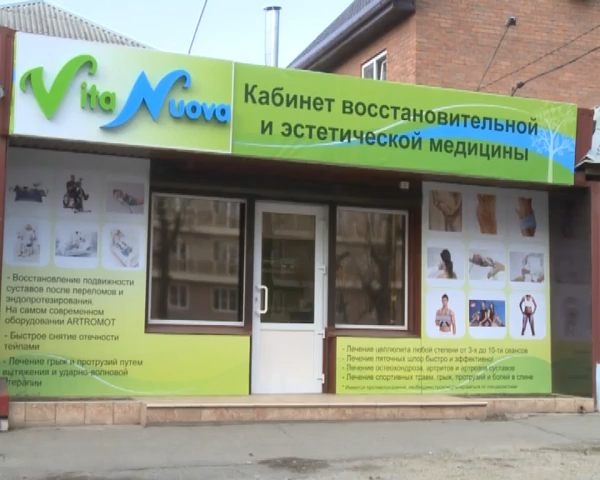 Vita Nuova
Кабинет восстановительной
и эстетической медицины
- Восстановление подвижности
суставов после переломов и
эндопротезирования.
На самом современном
оборудовании ARTROMOT
- Быстрое снятие отечности
тейпами
- Лечение грыж и протрузий путем
вытяжения и ударно-волновой
терапии
- Лечение целлюлита любой степени от 3-х до 10-ти сеансов
- Лечение пяточных шпор быстро и эффективно
- Лечение остеохондроза, артритов и артрозов суставов
- Лечение спортивных травм, грыж, протрузий и болей в спине